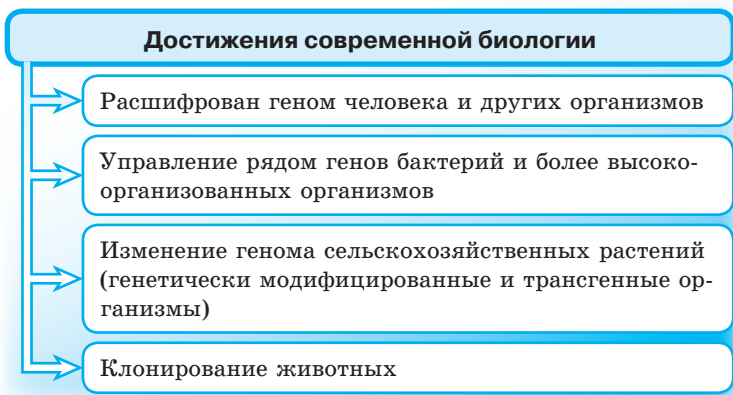 Достижения современной биологии
Расшифрован геном человека и других организмов
Управление рядом генов бактерий и более высоко-
организованных организмов
Изменение генома сельскохозяйственных растений
(генетически модифицированные и трансгенные ор-
ганизмы)
Клонирование животных